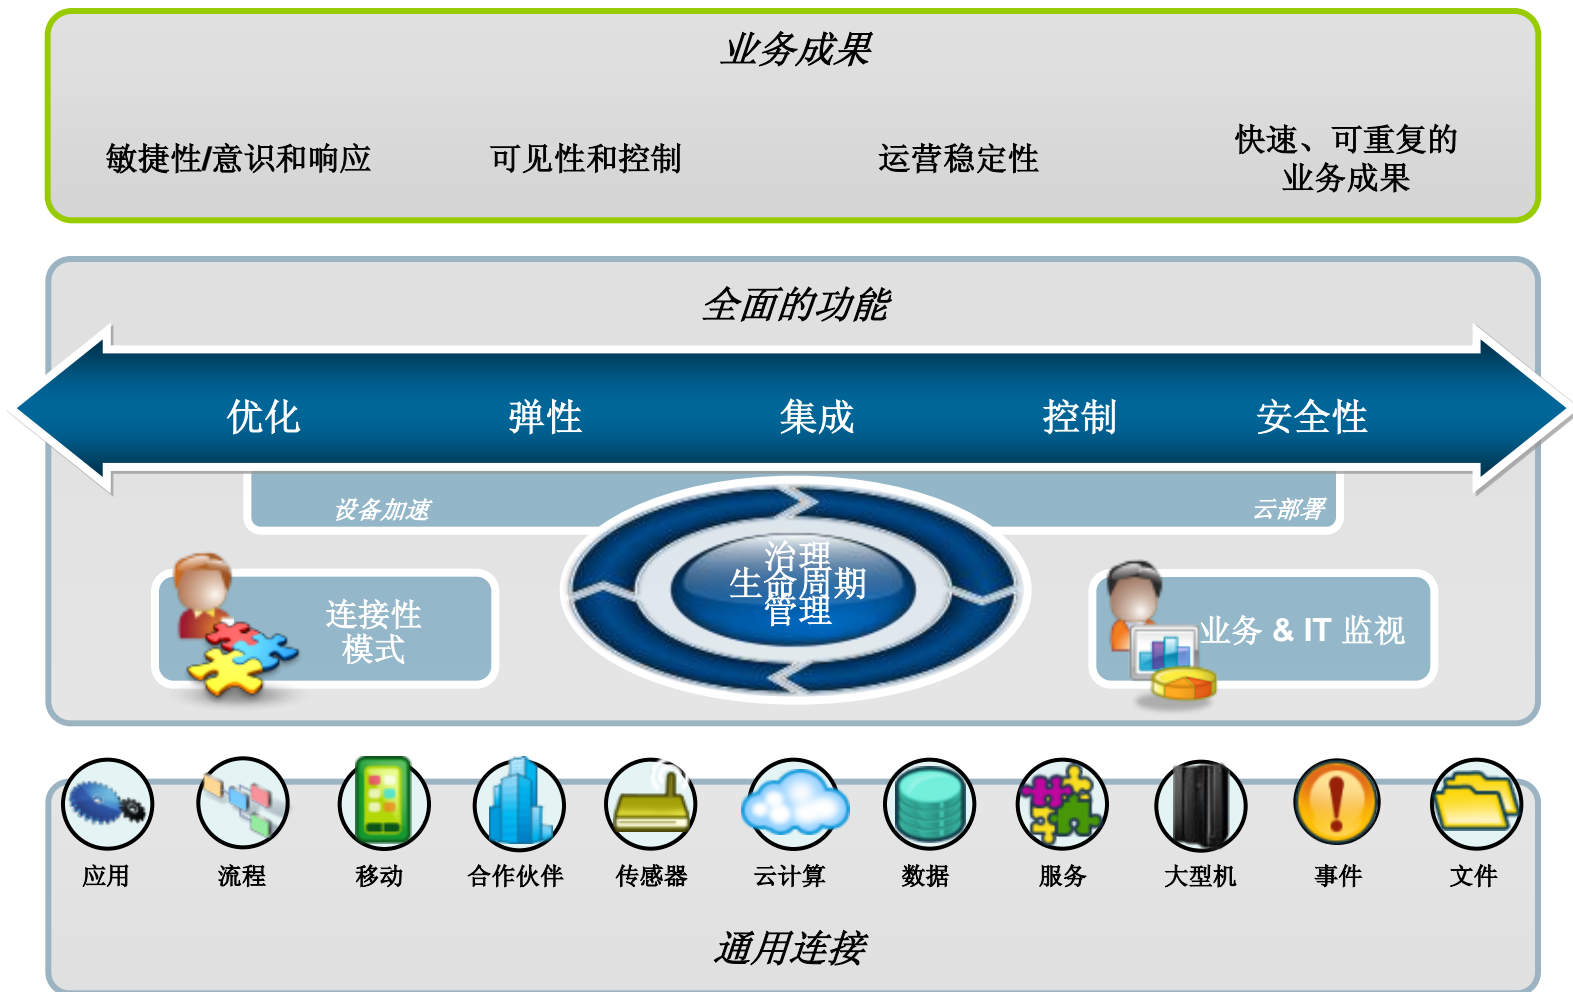 业务成果
敏捷性/意识和响应
可见性和控制
运营稳定性
快速、可重复的
业务成果
全面的功能
优化
弹性
集成
控制
安全性
设备加速
云部署
治理
生命周期
管理
连接性
模式
业务 & IT 监视
应用
流程
移动
合作伙伴
传感器
云计算
数据
服务
大型机
事件
文件
通用连接